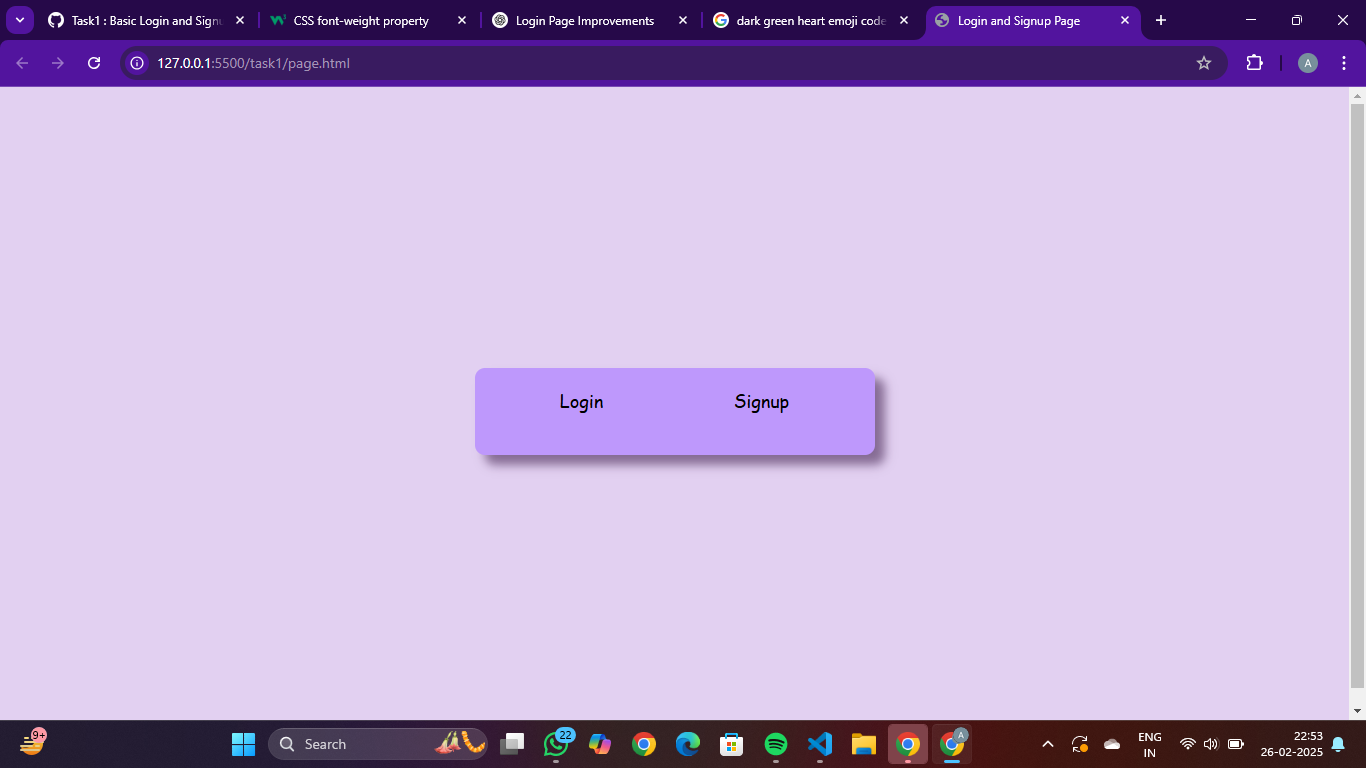 Task1 : Basic Login and Signu
CSS font-weight property
Login Page Improvements
dark green heart emoji code
Login and Signup Page
127.0.0.1:5500/task1/page.html
A
Login
Signup
9+
Search
22
A
ENG
IN
22:53
26-02-2025